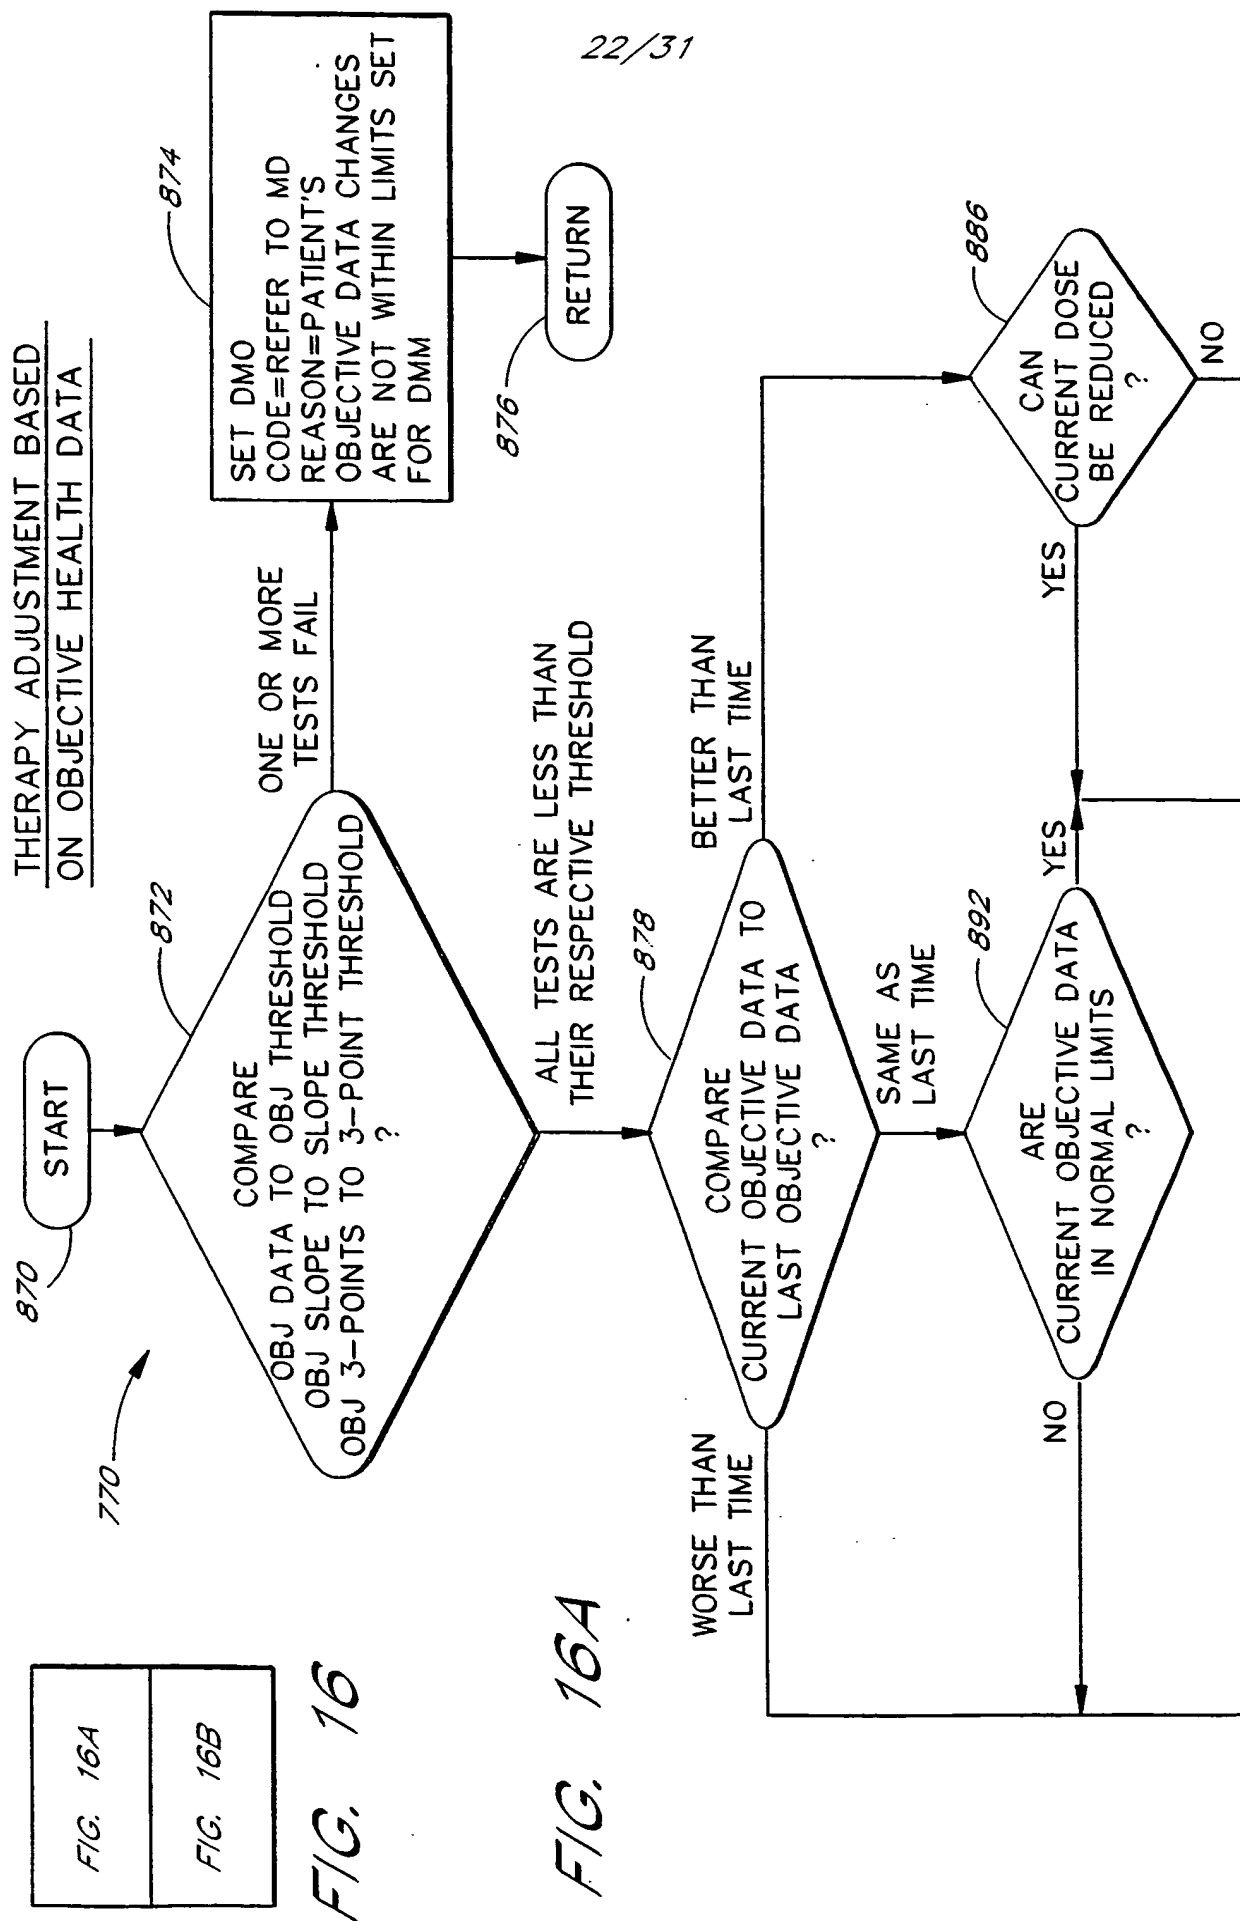 22/31
THERAPY ADJUSTMENT BASED
ON OBJECTIVE HEALTH DATA
FIG. 16A
FIG. 16B
FIG. 16
FIG. 16A
770
870
START
872
COMPARE
OBJ DATA TO OBJ THRESHOLD
OBJ SLOPE TO SLOPE THRESHOLD
OBJ 3-POINTS TO 3-POINT THRESHOLD
?
ONE OR MORE
TESTS FAIL
874
SET DMO
CODE=REFER TO MD
REASON=PATIENT'S
OBJECTIVE DATA CHANGES
ARE NOT WITHIN LIMITS SET
FOR DMM
876
RETURN
ALL TESTS ARE LESS THAN
THEIR RESPECTIVE THRESHOLD
878
COMPARE
CURRENT OBJECTIVE DATA TO
LAST OBJECTIVE DATA
?
WORSE THAN
LAST TIME
BETTER THAN
LAST TIME
SAME AS
LAST TIME
892
ARE
CURRENT OBJECTIVE DATA
IN NORMAL LIMITS
?
NO
YES
886
CAN
CURRENT DOSE
BE REDUCED
?
YES
NO